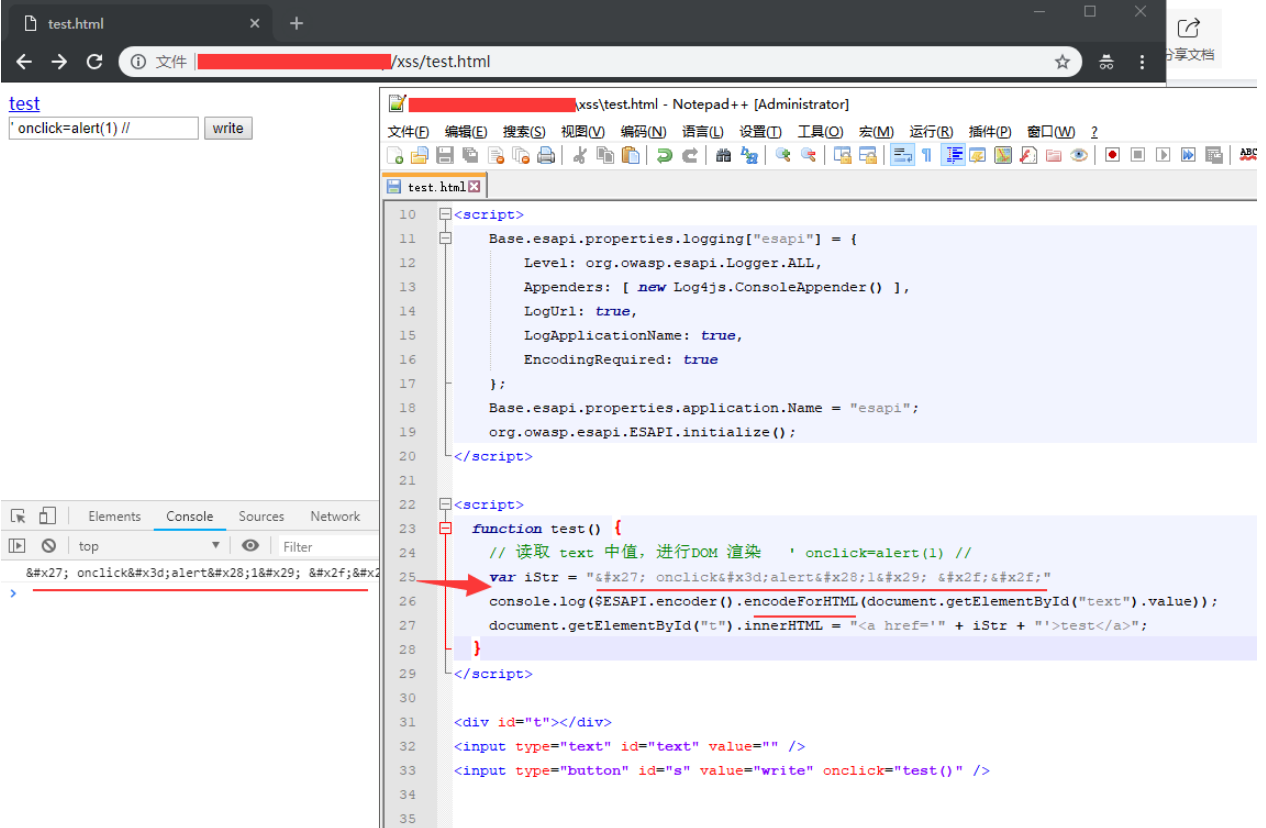 test.html
文件
/xss/test.html
分享文档
test
' onclick=alert(1) //
write
\xss\test.html - Notepad++ [Administrator]
文件(F) 编辑(E) 搜索(S) 视图(V) 编码(N) 语言(L) 设置(T) 工具(O) 宏(M) 运行(R) 插件(P) 窗口(W) ?
ABC
test.html
10 <script>
11 Base.esapi.properties.logging["esapi"] = {
12 Level: org.owasp.esapi.Logger.ALL,
13 Appenders: [ new Log4js.ConsoleAppender() ],
14 LogUrl: true,
15 LogApplicationName: true,
16 EncodingRequired: true
17 };
18 Base.esapi.properties.application.Name = "esapi";
19 org.owasp.esapi.ESAPI.initialize();
20 </script>
21
22 <script>
23 function test() {
24 // 读取 text 中值，进行DOM 渲染 ' onclick=alert(1) //
25 var iStr = "&#x27; onclick&#x3d;alert&#x28;1&#x29; &#x2f;&#x2f;"
26 console.log($ESAPI.encoder().encodeForHTML(document.getElementById("text").value));
27 document.getElementById("t").innerHTML = "<a href='" + iStr + "'>test</a>";
28 }
29 </script>
30
31 <div id="t"></div>
32 <input type="text" id="text" value="" />
33 <input type="button" id="s" value="write" onclick="test()" />
34
35
Elements Console Sources Network
top Filter
&#x27; onclick&#x3d;alert&#x28;1&#x29; &#x2f;&#x2